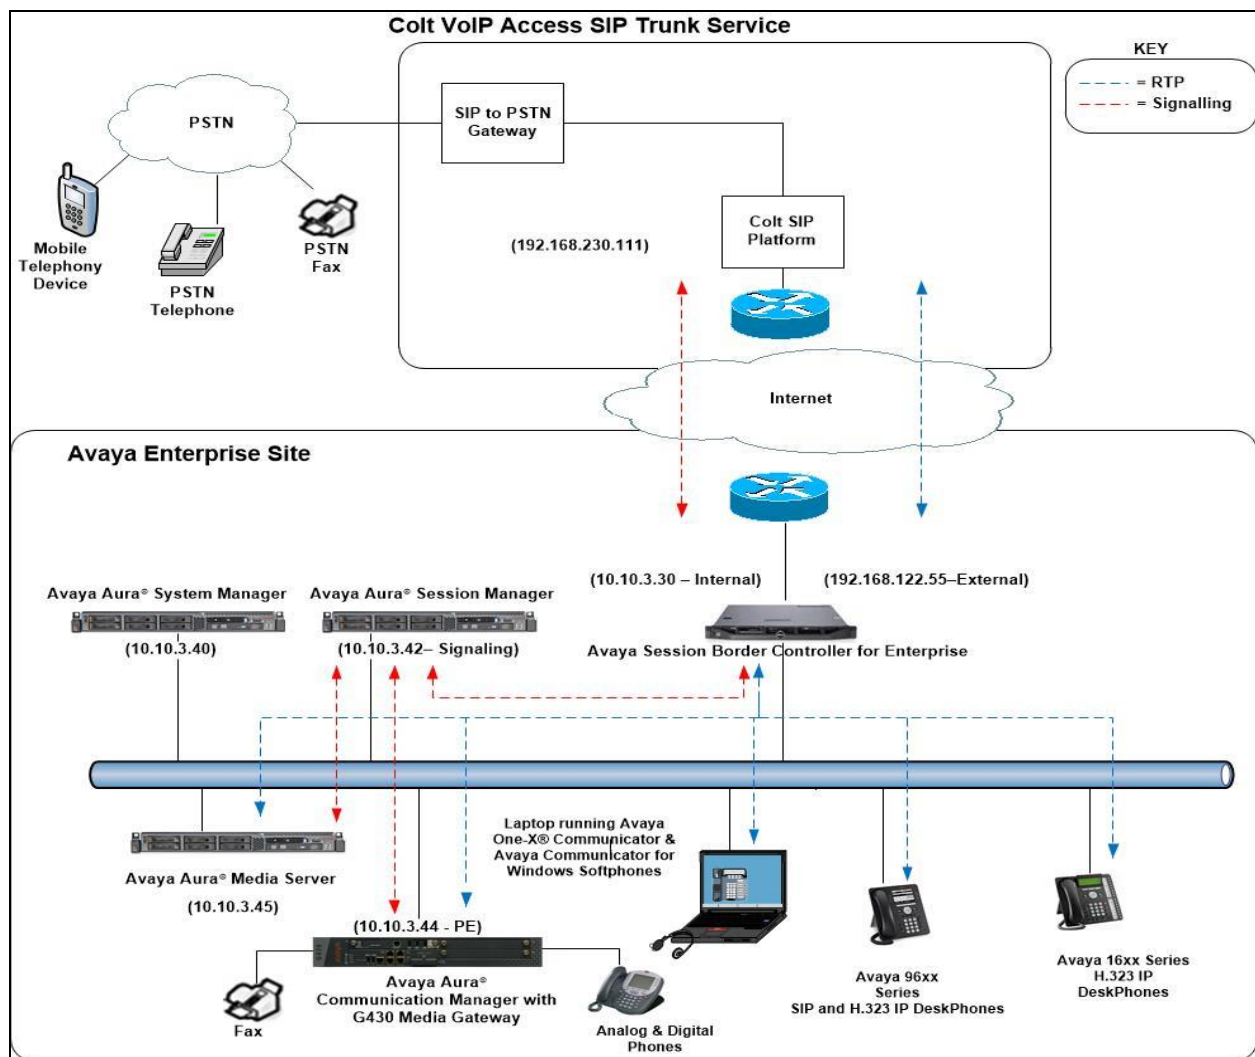 Colt VoIP Access SIP Trunk Service
KEY
= RTP
= Signalling
PSTN
SIP to PSTN
Gateway
Colt SIP
Platform
(192.168.230.111)
Mobile
Telephony
Device
PSTN
Telephone
PSTN
Fax
Internet
Avaya Enterprise Site
(10.10.3.30 – Internal)
(192.168.122.55–External)
Avaya Aura® System Manager
(10.10.3.40)
Avaya Aura® Session Manager
(10.10.3.42– Signaling)
Avaya Session Border Controller for Enterprise
Avaya Aura® Media Server
(10.10.3.45)
Laptop running Avaya
One-X® Communicator &
Avaya Communicator for
Windows Softphones
(10.10.3.44 - PE)
Avaya Aura®
Communication Manager with
G430 Media Gateway
Fax
Analog & Digital
Phones
Avaya 96xx
Series
SIP and H.323 IP DeskPhones
Avaya 16xx Series
H.323 IP
DeskPhones